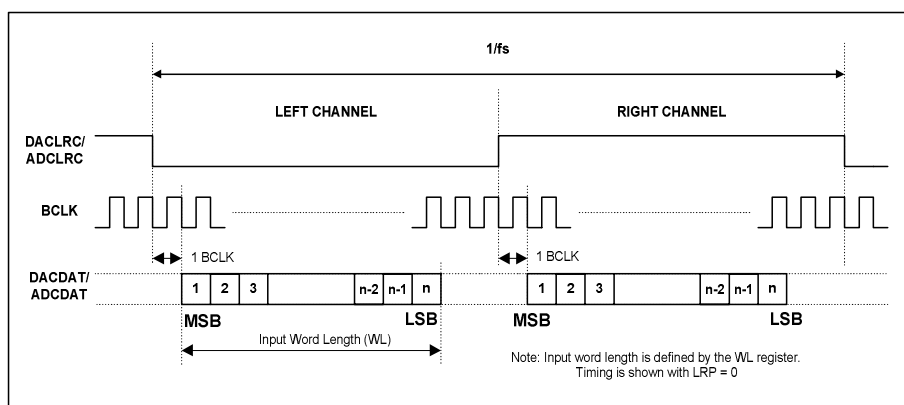 1/fs
LEFT CHANNEL
RIGHT CHANNEL
DACLRC/
ADCLRC
BCLK
1 BCLK
1 BCLK
DACDAT/
ADCDAT
1 2 3 n-2 n-1 n
1 2 3 n-2 n-1 n
MSB
LSB
MSB
LSB
Input Word Length (WL)
Note: Input word length is defined by the WL register.
Timing is shown with LRP = 0